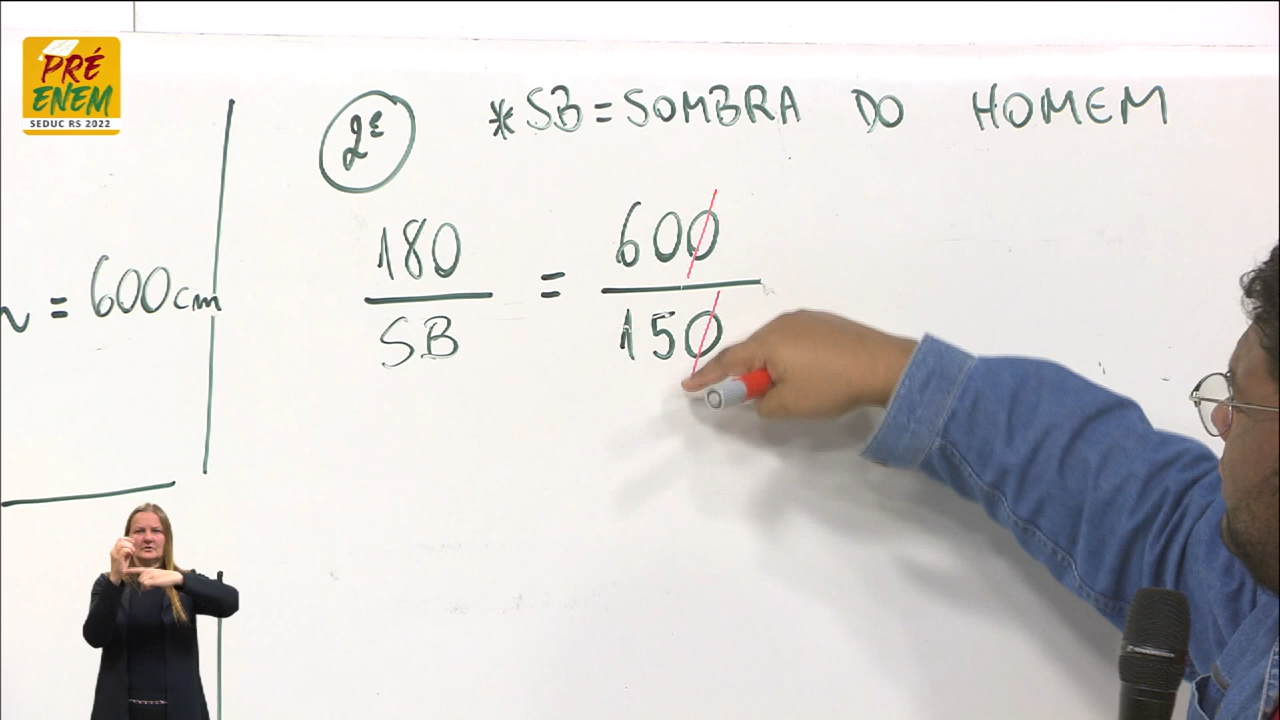 PRÉ
ENEM
SEDUC RS 2022
= 600cm
2ª
*SB = SOMBRA DO HOMEM
180
SB
=
600
150